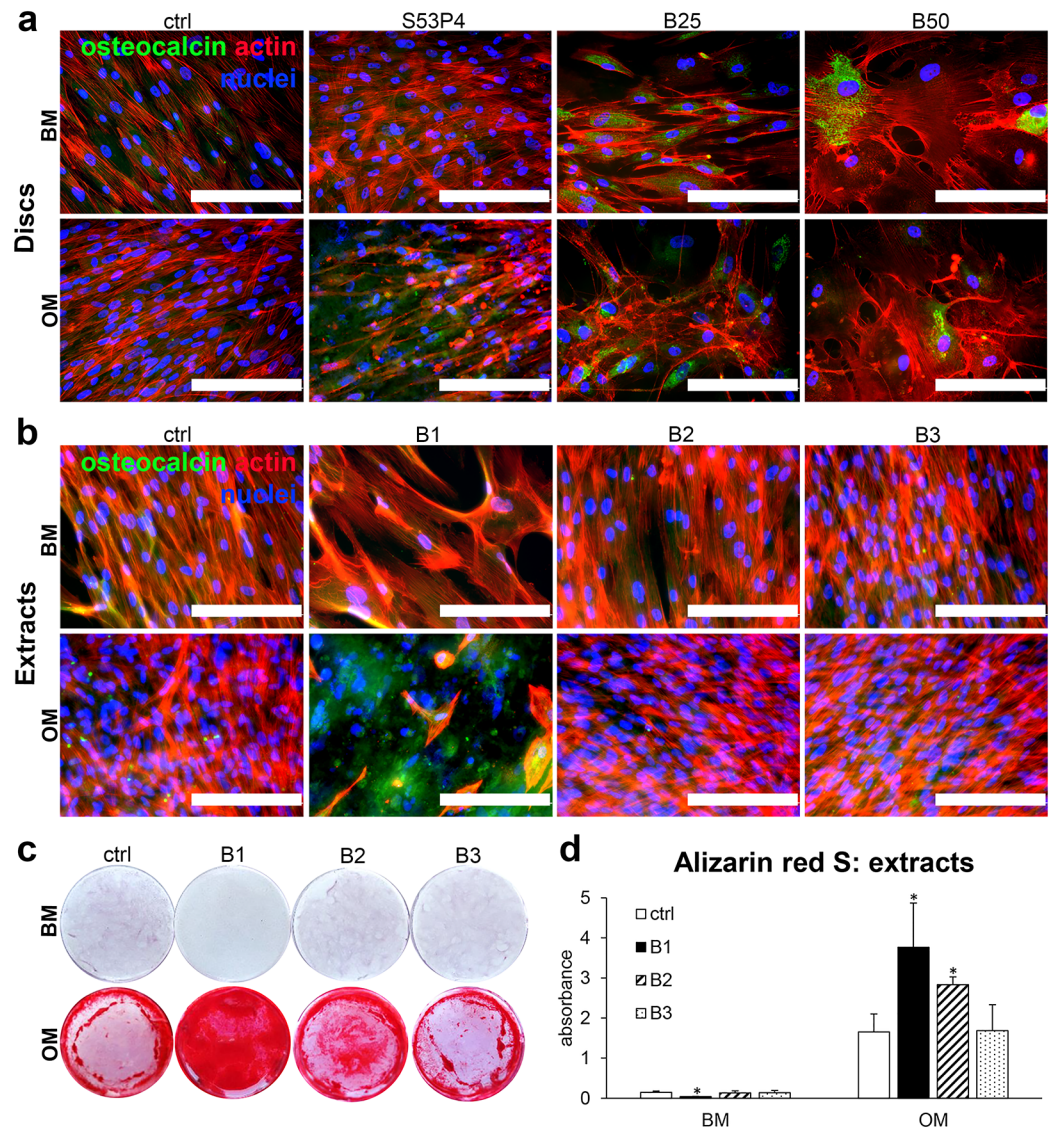 a
ctrl S53P4 B25 B50
osteocalcin actin
nuclei
BM
Discs
OM
b
ctrl B1 B2 B3
osteocalcin actin
nuclei
BM
Extracts
OM
c
ctrl B1 B2 B3
BM
OM
d
Alizarin red S: extracts
absorbance
5
4
3
2
1
0
ctrl
B1
B2
B3
*
*
*
BM OM